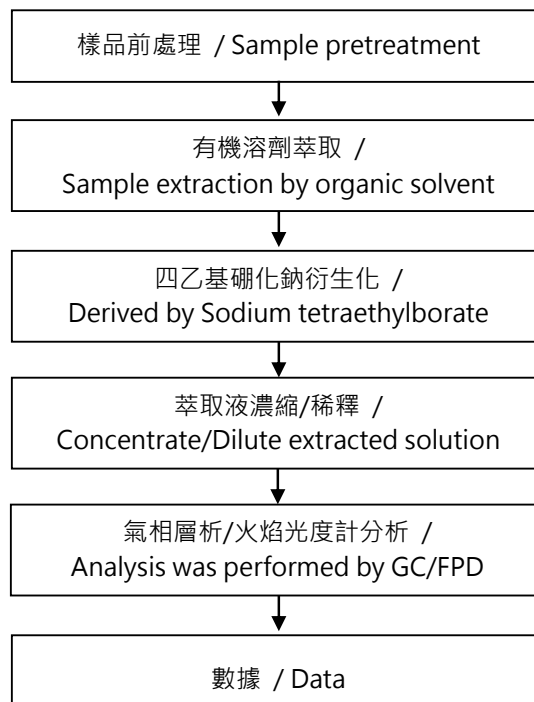 樣品前處理 / Sample pretreatment
有機溶劑萃取 /
Sample extraction by organic solvent
四乙基硼化鈉衍生化 /
Derived by Sodium tetraethylborate
萃取液濃縮/稀釋 /
Concentrate/Dilute extracted solution
氣相層析/火焰光度計分析 /
Analysis was performed by GC/FPD
數據 / Data